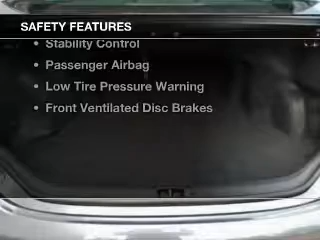 SAFETY FEATURES
• Stability Control
• Passenger Airbag
• Low Tire Pressure Warning
• Front Ventilated Disc Brakes